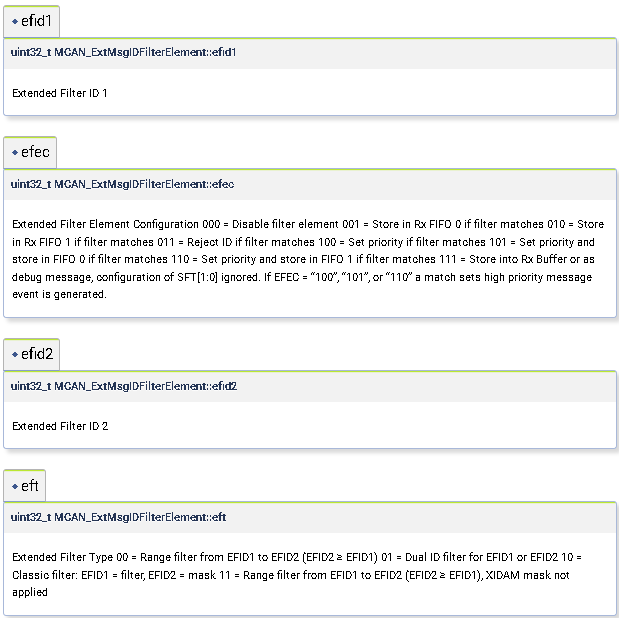 ◆ efid1
uint32_t MCAN_ExtMsgIDFilterElement::efid1
Extended Filter ID 1
◆ efec
uint32_t MCAN_ExtMsgIDFilterElement::efec
Extended Filter Element Configuration 000 = Disable filter element 001 = Store in Rx FIFO 0 if filter matches 010 = Store
in Rx FIFO 1 if filter matches 011 = Reject ID if filter matches 100 = Set priority if filter matches 101 = Set priority and
store in FIFO 0 if filter matches 110 = Set priority and store in FIFO 1 if filter matches 111 = Store into Rx Buffer or as
debug message, configuration of SFT[1:0] ignored. If EFEC = “100”, “101”, or “110” a match sets high priority message
event is generated.
◆ efid2
uint32_t MCAN_ExtMsgIDFilterElement::efid2
Extended Filter ID 2
◆ eft
uint32_t MCAN_ExtMsgIDFilterElement::eft
Extended Filter Type 00 = Range filter from EFID1 to EFID2 (EFID2 ≥ EFID1) 01 = Dual ID filter for EFID1 or EFID2 10 =
Classic filter: EFID1 = filter, EFID2 = mask 11 = Range filter from EFID1 to EFID2 (EFID2 ≥ EFID1), XIDAM mask not
applied